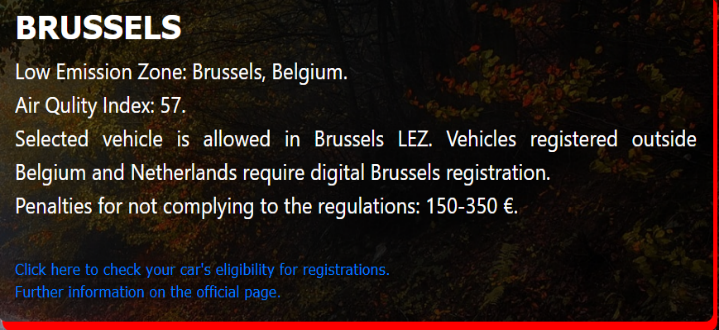 BRUSSELS
Low Emission Zone: Brussels, Belgium.
Air Qulity Index: 57.
Selected vehicle is allowed in Brussels LEZ. Vehicles registered outside
Belgium and Netherlands require digital Brussels registration.
Penalties for not complying to the regulations: 150-350 €.
Click here to check your car's eligibility for registrations.
Further information on the official page.